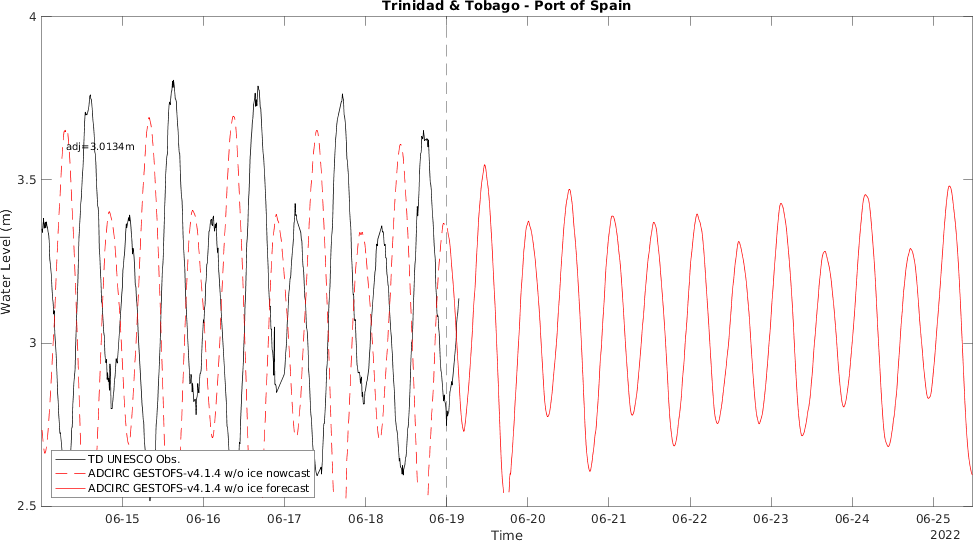 Trinidad & Tobago - Port of Spain
4
3.5
3
2.5
Water Level (m)
adj=3.0134m
TD UNESCO Obs.
ADCIRC GESTOFS-v4.1.4 w/o ice nowcast
ADCIRC GESTOFS-v4.1.4 w/o ice forecast
06-15 06-16 06-17 06-18 06-19 06-20 06-21 06-22 06-23 06-24 06-25
Time
2022